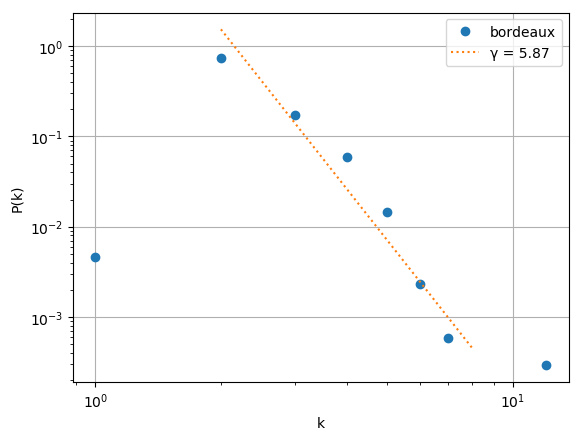 bordeaux
γ = 5.87
10⁰
10⁻¹
10⁻²
10⁻³
P(k)
10⁰ 10¹
k